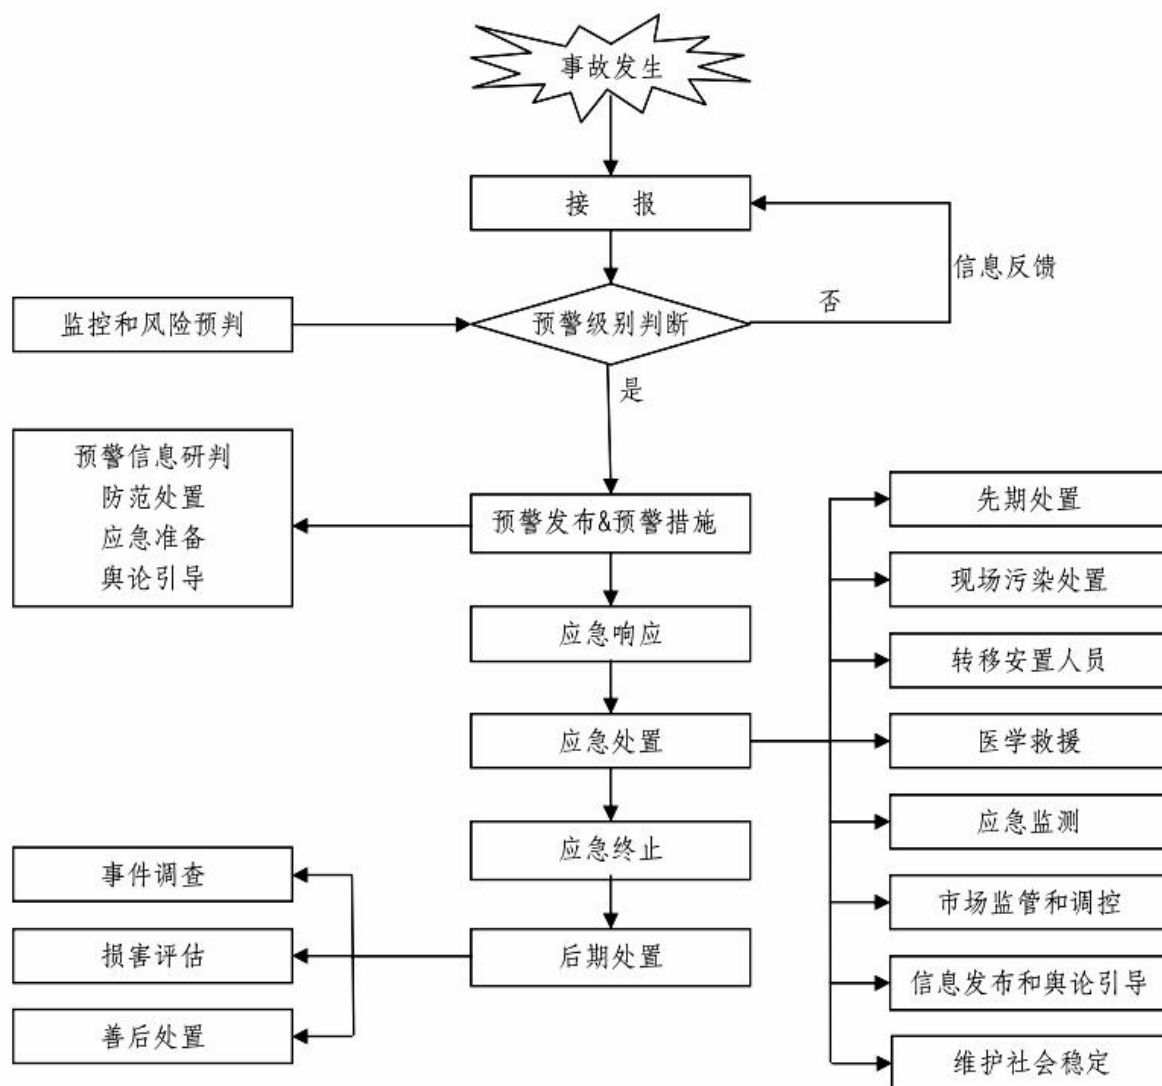 事故发生
接 报
信息反馈
监控和风险预判
预警级别判断
否
是
预警信息研判
防范处置
应急准备
舆论引导
预警发布&预警措施
先期处置
现场污染处置
应急响应
转移安置人员
应急处置
医学救援
应急终止
应急监测
事件调查
市场监管和调控
损害评估
后期处置
信息发布和舆论引导
善后处置
维护社会稳定